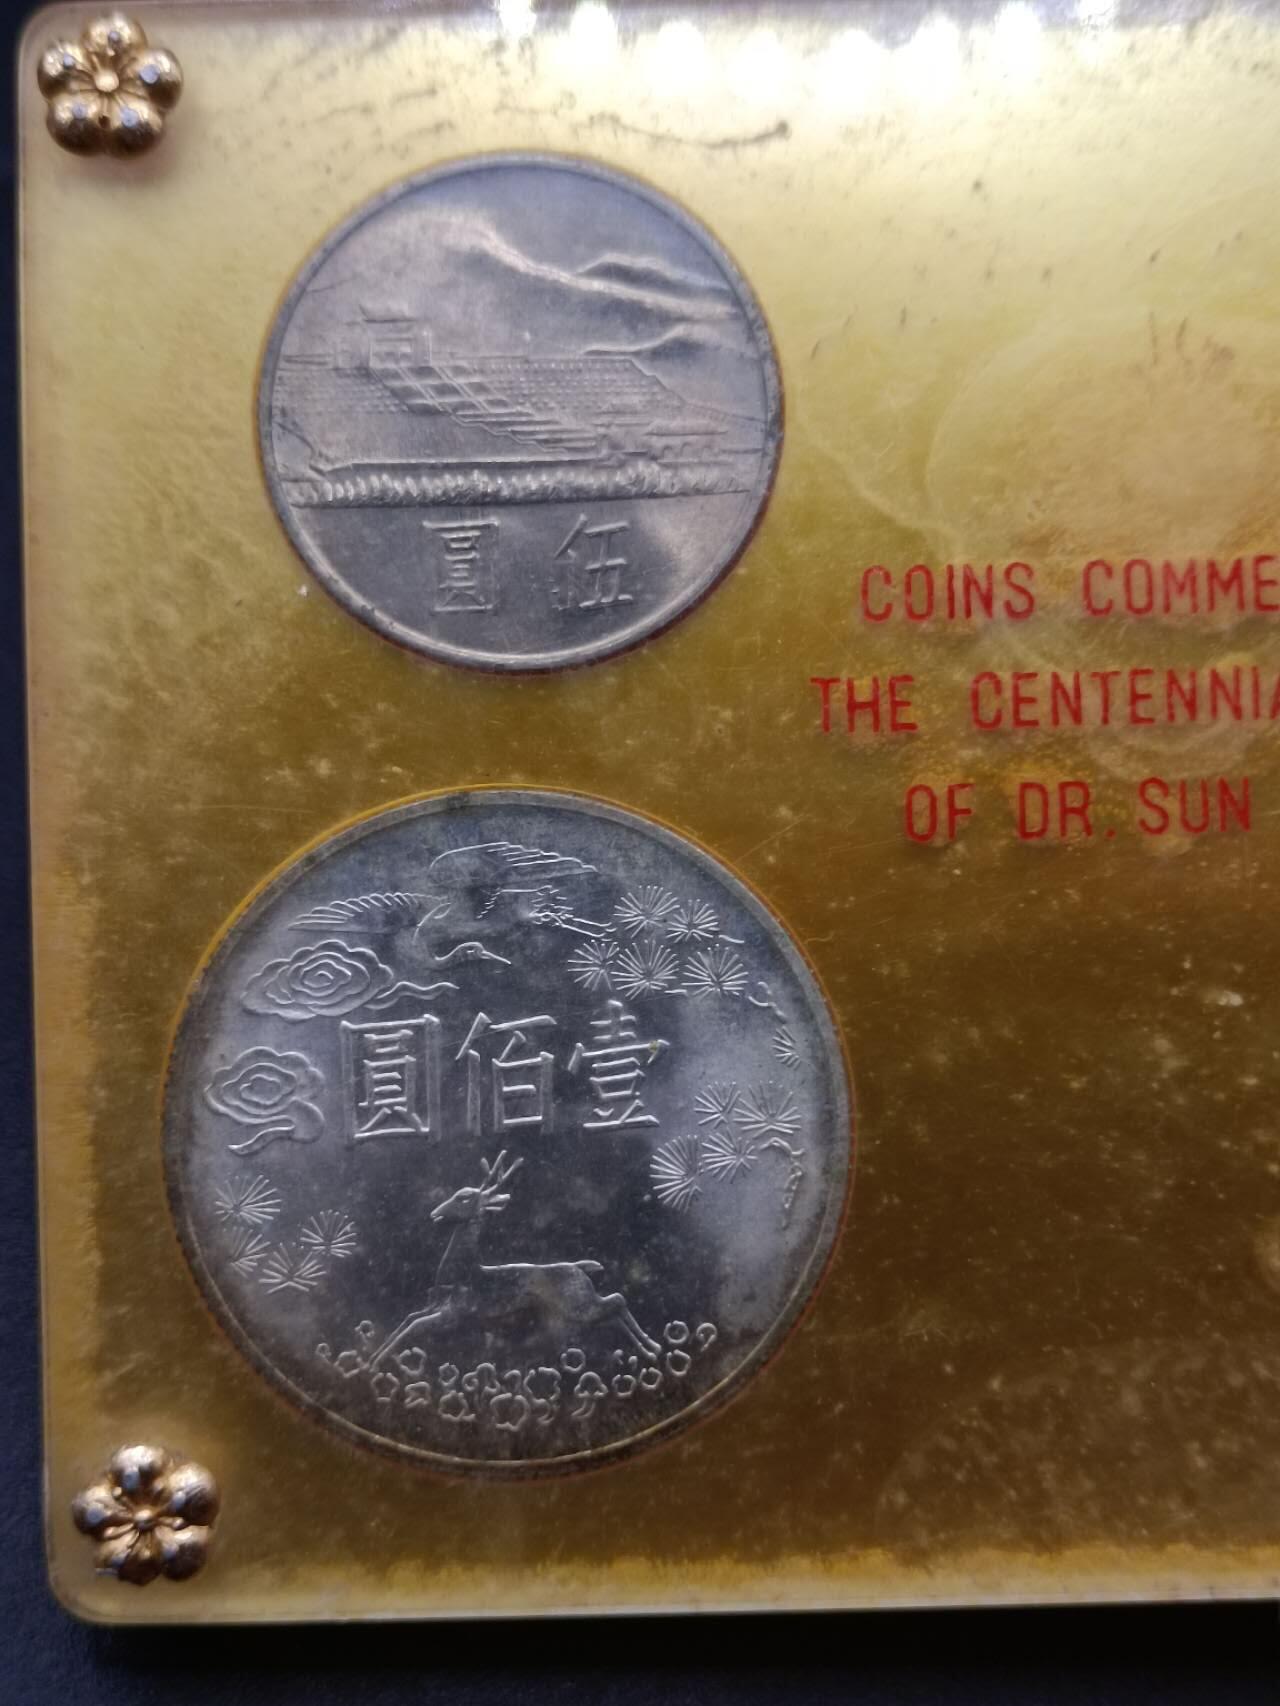 圓 伍
COINS COMME
THE CENTENNIA
OF DR. SUN
圓佰壹